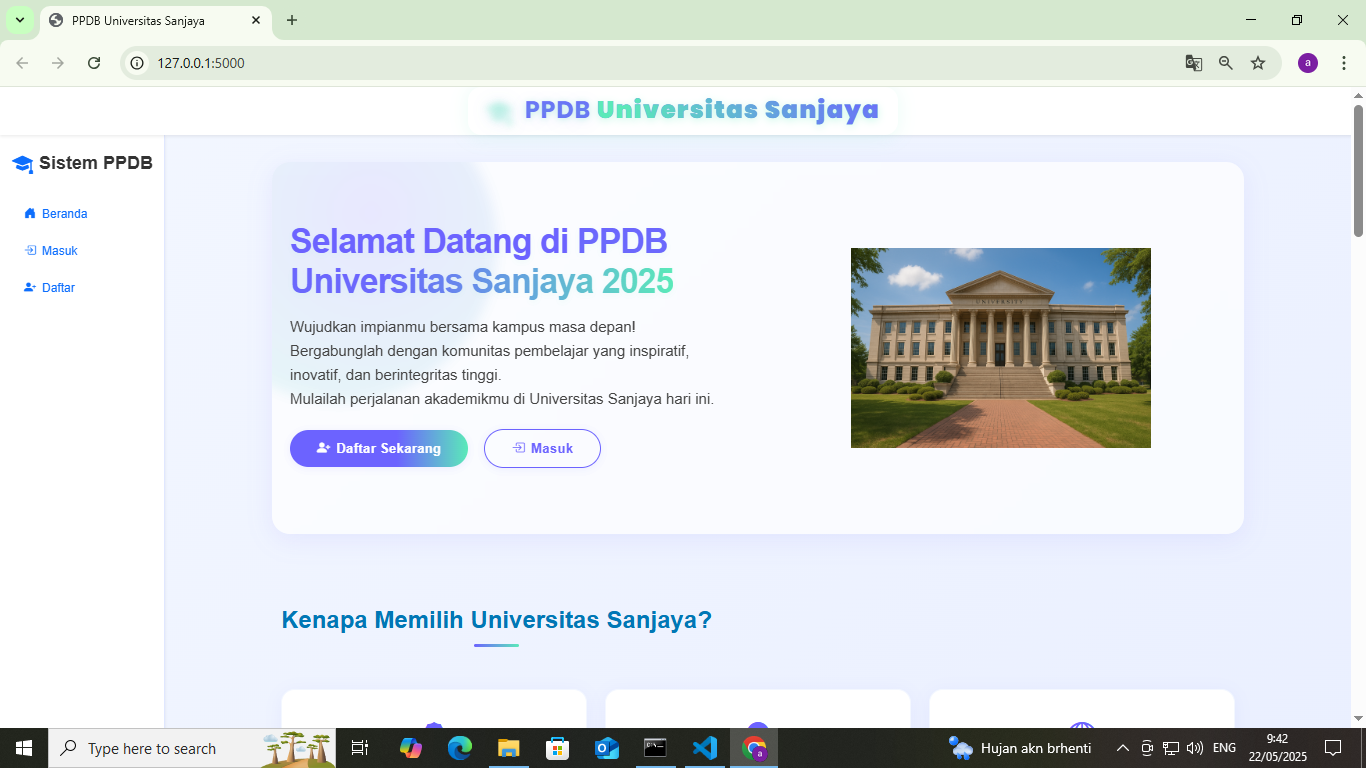 PPDB Universitas Sanjaya
127.0.0.1:5000
a
PPDB Universitas Sanjaya
Sistem PPDB
Beranda
Masuk
Daftar
Selamat Datang di PPDB
Universitas Sanjaya 2025
Wujudkan impianmu bersama kampus masa depan!
Bergabunglah dengan komunitas pembelajar yang inspiratif,
inovatif, dan berintegritas tinggi.
Mulailah perjalanan akademikmu di Universitas Sanjaya hari ini.
Daftar Sekarang
Masuk
UNIVERSITY
Kenapa Memilih Universitas Sanjaya?
Type here to search
a
Hujan akn brhenti
ENG
9:42
22/05/2025